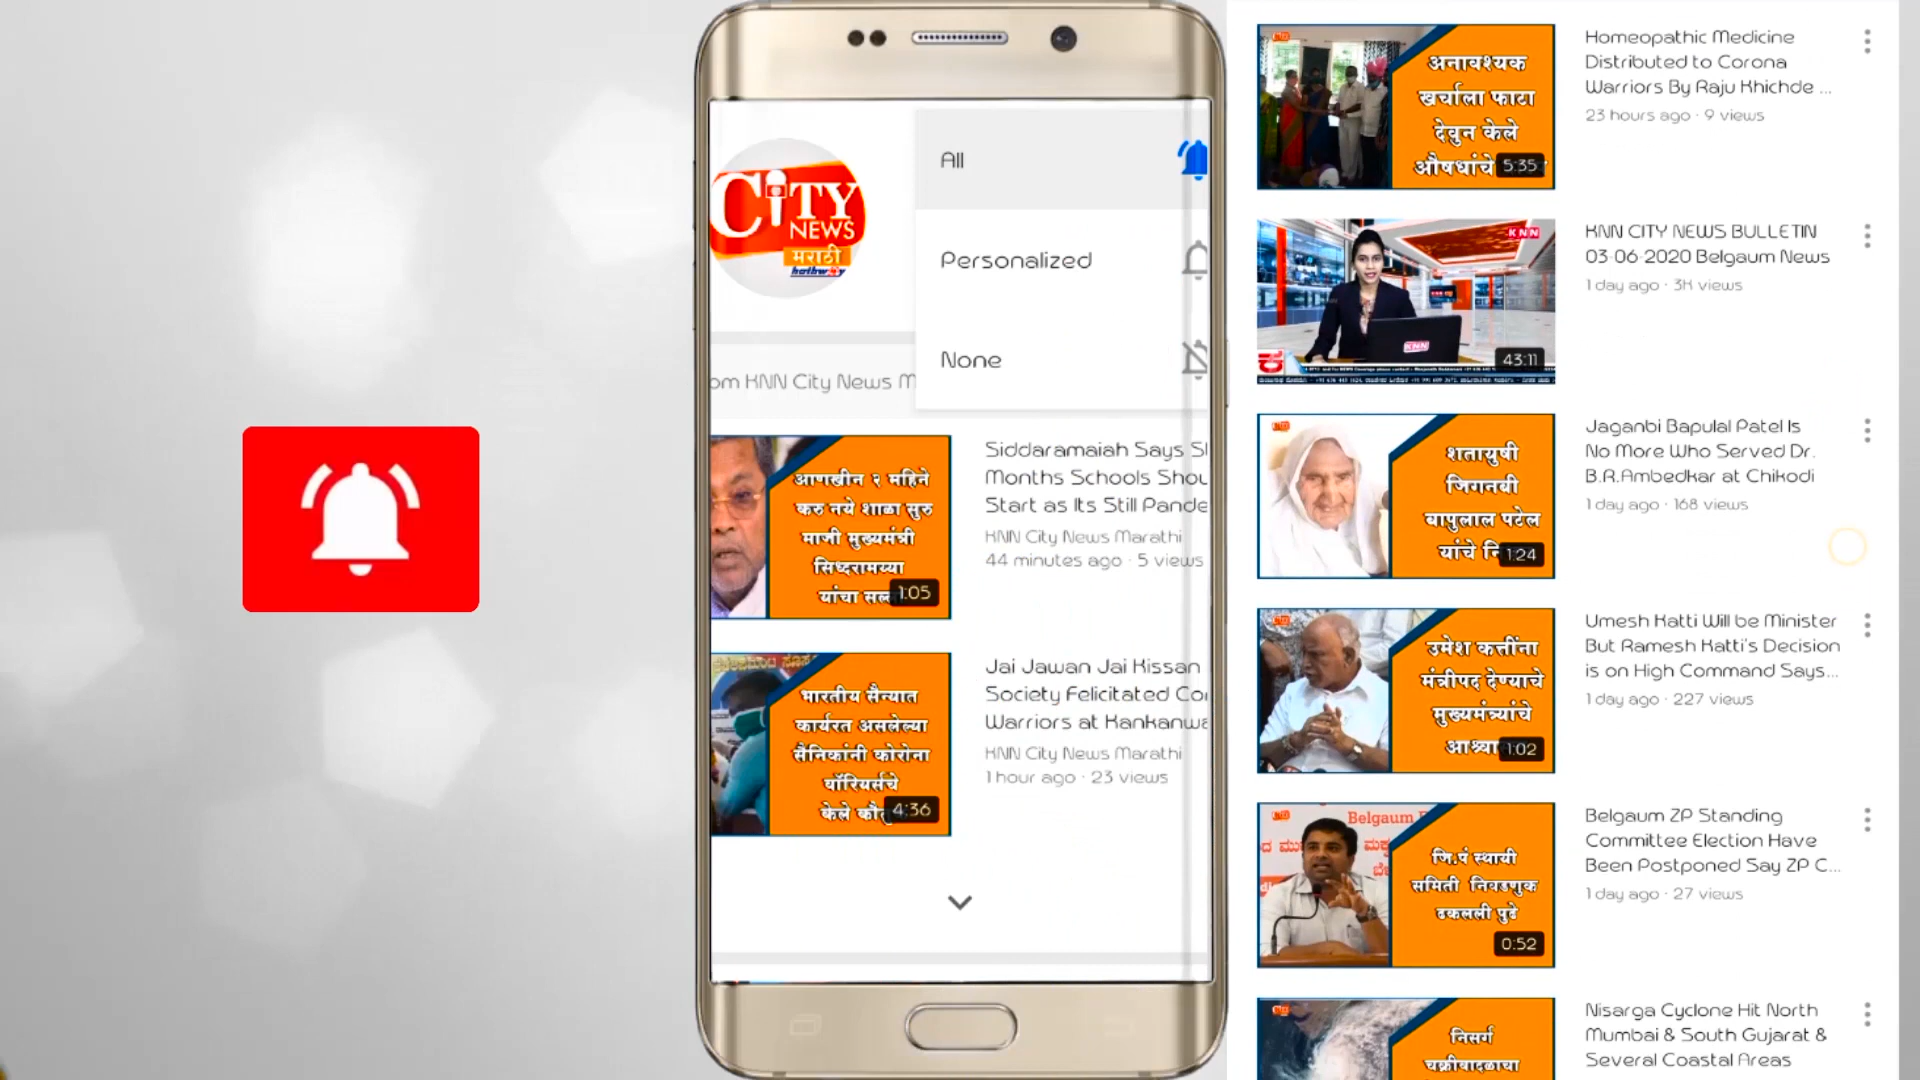 CiTY
NEWS
मराठी
hathway
All
Personalized
None
om KNN City News M
आणखीन २ महिने
करु नये शाळा सुरु
माजी मुख्यमंत्री
सिध्दरामय्या
यांचा सल्ला
1:05
Siddaramaiah Says
Months Schools Shou
Start as Its Still Pande
KNN City News Marathi
44 minutes ago · 5 views
भारतीय सैन्यात
कार्यरत असलेल्या
सैनिकांनी कोरोना
वॉरियर्सचे
केले
4:36
Jai Jawan Jai Kissan
Society Felicitated Co
Warriors at Kankanwa
KNN City News Marathi
1 hour ago · 23 views
अनावश्यक
खर्चाला फाटा
देवुन केले
औषधांचे
5:35
Homeopathic Medicine
Distributed to Corona
Warriors By Raju Khichde ...
23 hours ago · 9 views
KNN
KNN
43:11
KNN CITY NEWS BULLETIN
03-06-2020 Belgaum News
1 day ago · 3K views
शतायुषी
जिगनबी
बापुलाल पटेल
यांचे नि
1:24
Jaganbi Bapulal Patel Is
No More Who Served Dr.
B.R.Ambedkar at Chikodi
1 day ago · 168 views
उमेश कत्तींना
मंत्रीपद देण्याचे
मुख्यमंत्र्यांचे
आश्वा
1:02
Umesh Katti Will be Minister
But Ramesh Katti's Decision
is on High Command Says...
1 day ago · 227 views
Belgaum
जि.पं स्थायी
समिती निवडणुक
ढकलली पुढे
0:52
Belgaum ZP Standing
Committee Election Have
Been Postponed Say ZP C...
1 day ago · 27 views
निसर्ग
चक्रीवादळाचा
Nisarga Cyclone Hit North
Mumbai & South Gujarat &
Several Coastal Areas